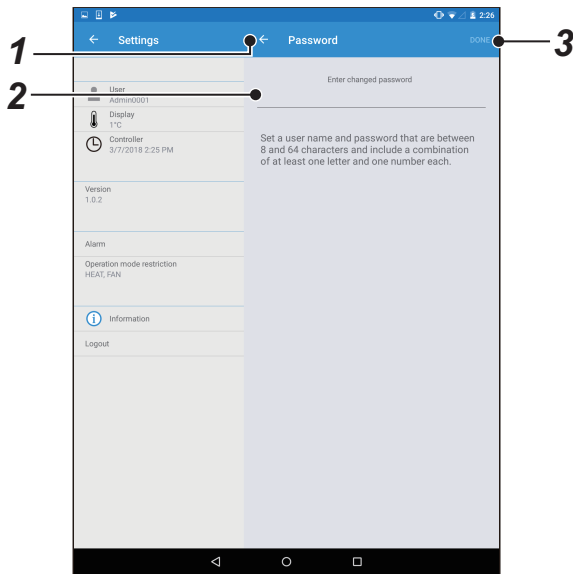 2:26
1
Settings
Password
DONE
3
2
User
Admin0001
Display
1°C
Controller
3/7/2018 2:25 PM
Version
1.0.2
Alarm
Operation mode restriction
HEAT, FAN
Information
Logout
Enter changed password
Set a user name and password that are between
8 and 64 characters and include a combination
of at least one letter and one number each.